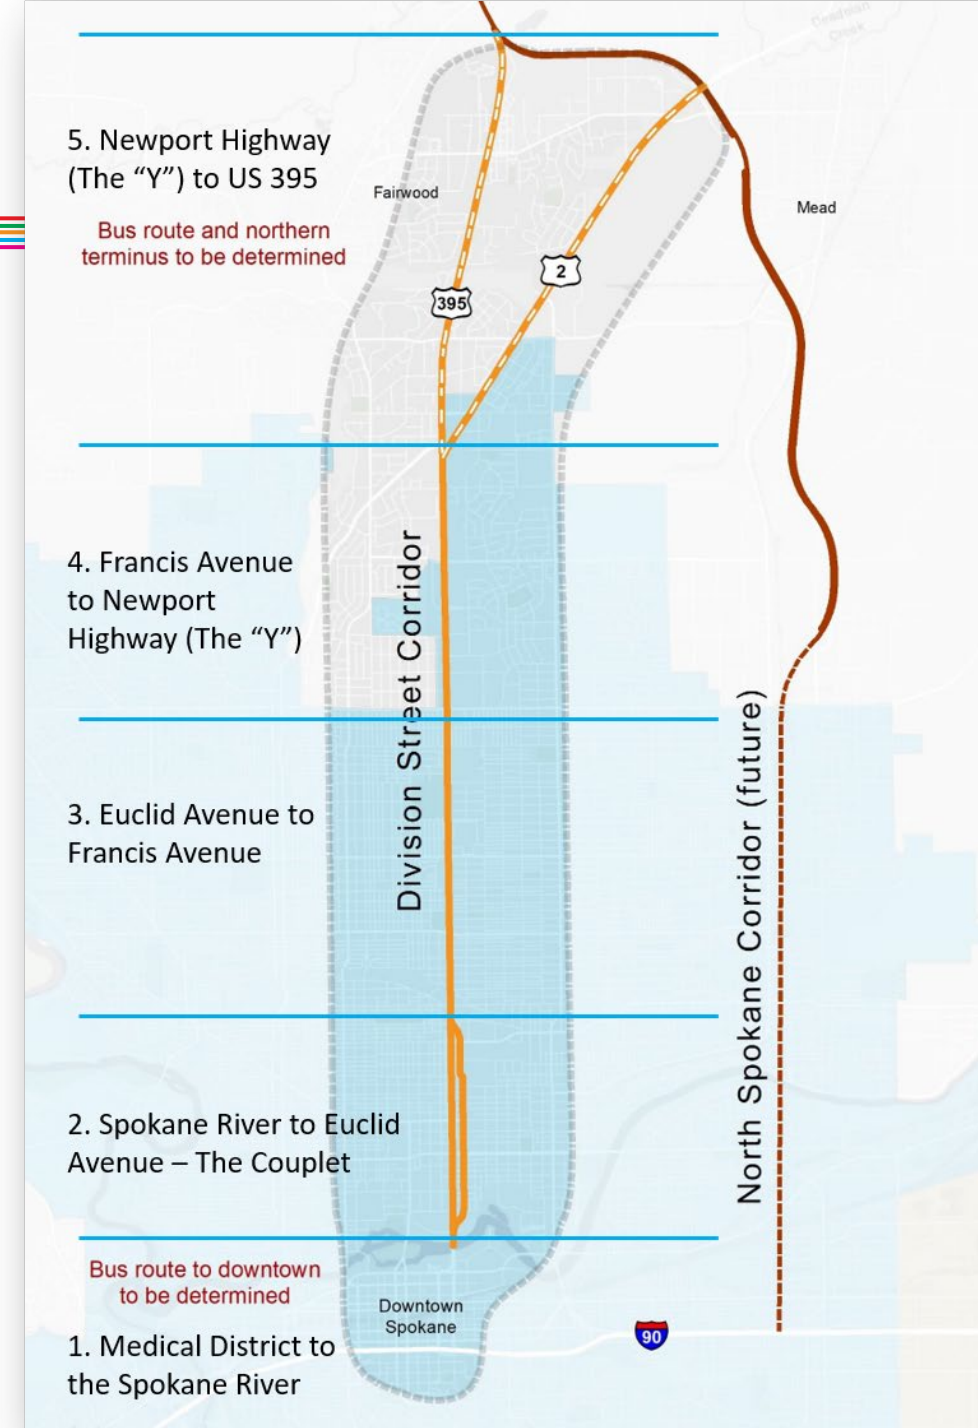 Deadman
Creek
5. Newport Highway
(The “Y”) to US 395
Fairwood
Mead
Bus route and northern
terminus to be determined
2
395
4. Francis Avenue
to Newport
Highway (The “Y”)
Division Street Corridor
North Spokane Corridor (future)
3. Euclid Avenue to
Francis Avenue
2. Spokane River to Euclid
Avenue – The Couplet
Bus route to downtown
to be determined
Downtown
Spokane
90
1. Medical District to
the Spokane River